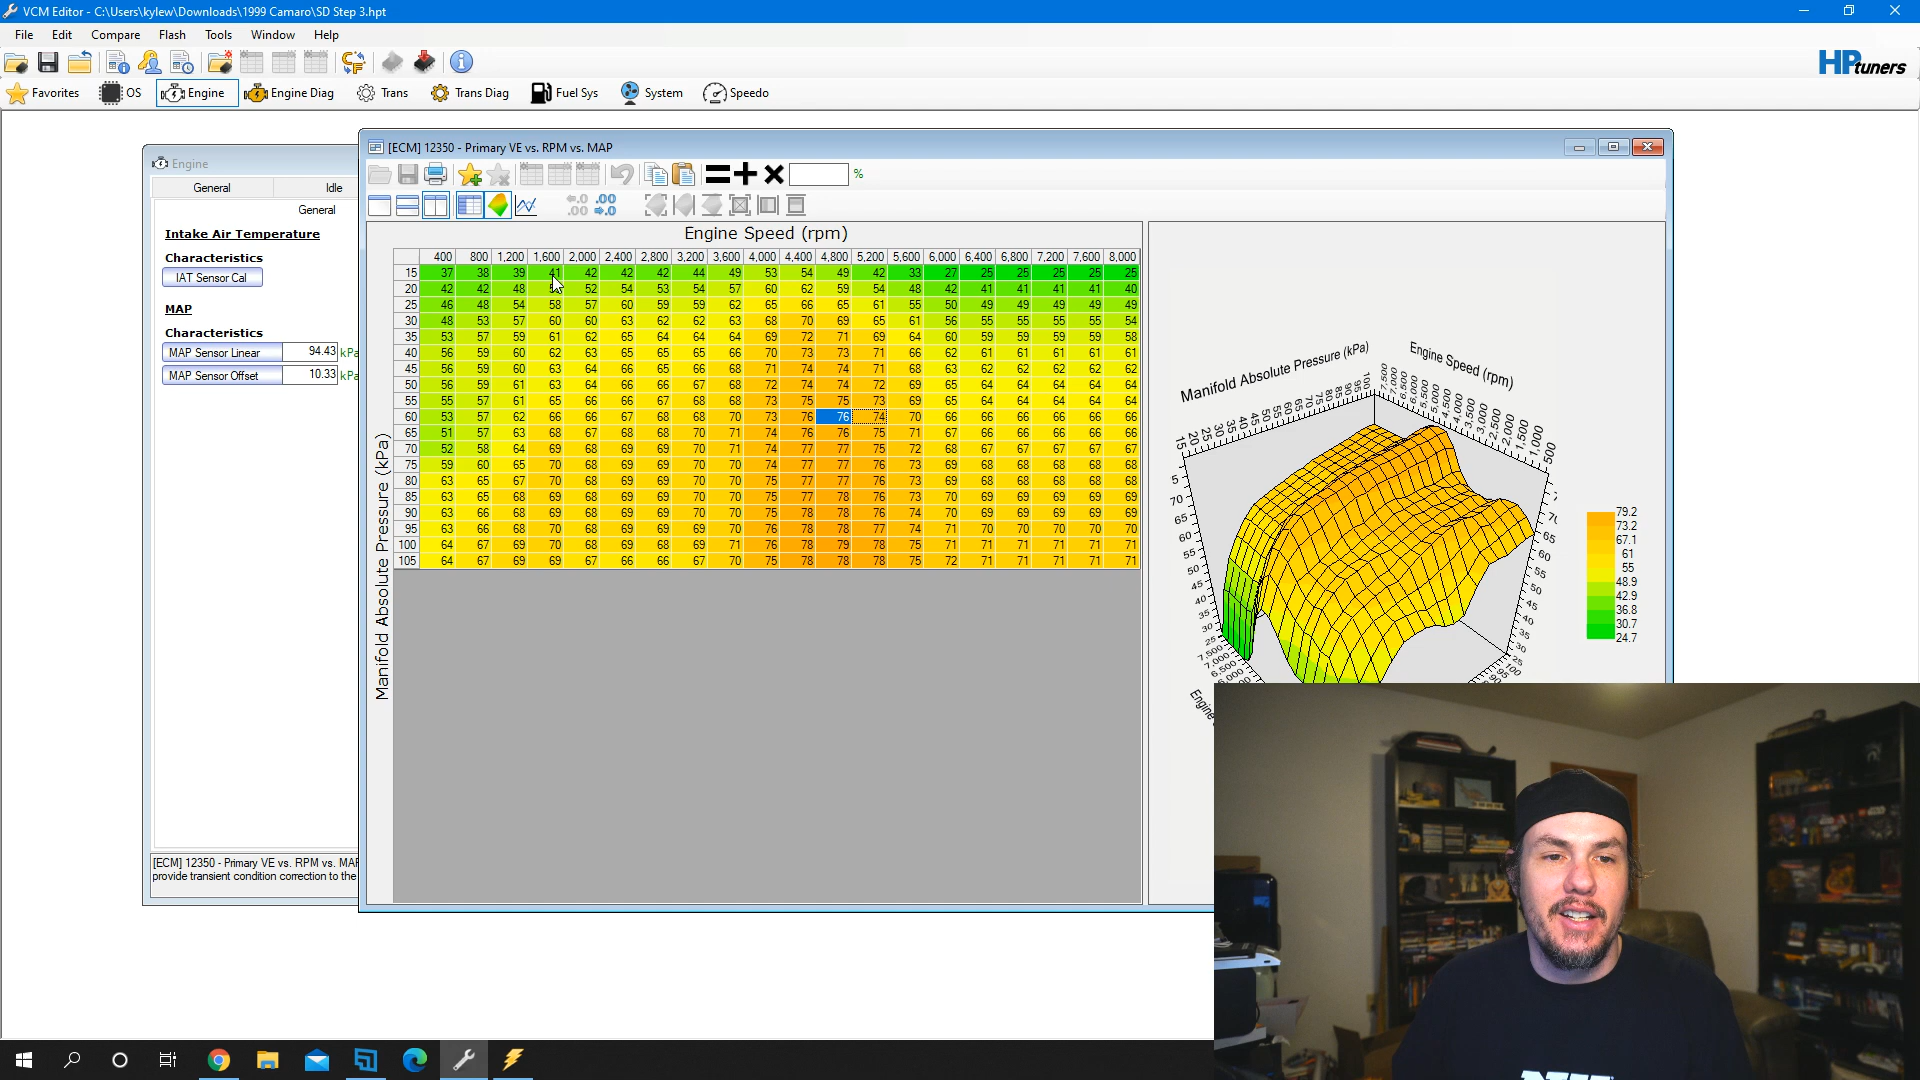 VCM Editor - C:\Users\kylew\Downloads\1999 Camaro\SD Step 3.hpt
File Edit Compare Flash Tools Window Help
HPtuners
Favorites OS Engine Engine Diag Trans Trans Diag Fuel Sys System Speedo
Engine
General Idle
General
Intake Air Temperature
Characteristics
IAT Sensor Cal
MAP
Characteristics
MAP Sensor Linear 94.43 kPa
MAP Sensor Offset 10.33 kPa
[ECM] 12350 - Primary VE vs. RPM vs. MAP
provide transient condition correction to the
[ECM] 12350 - Primary VE vs. RPM vs. MAP
%
Engine Speed (rpm)
400 800 1,200 1,600 2,000 2,400 2,800 3,200 3,600 4,000 4,400 4,800 5,200 5,600 6,000 6,400 6,800 7,200 7,600 8,000
15 37 38 39 41 42 42 42 44 49 53 54 49 42 33 27 25 25 25 25 25
20 42 42 48 52 54 53 54 57 60 62 59 54 48 42 41 41 41 41 40
25 46 48 54 58 57 60 59 59 62 65 66 65 61 55 50 49 49 49 49 49
30 48 53 57 60 60 63 62 62 63 68 70 69 65 61 56 55 55 55 55 54
35 53 57 59 61 62 65 64 64 64 69 72 71 69 64 60 59 59 59 59 58
40 56 59 60 62 63 65 65 65 66 70 73 73 71 66 62 61 61 61 61 61
45 56 59 60 63 64 66 65 66 68 71 74 74 71 68 63 62 62 62 62 62
50 56 59 61 63 64 66 66 67 68 72 74 74 72 69 65 64 64 64 64 64
55 55 57 61 65 66 66 67 68 68 73 75 75 73 69 65 64 64 64 64 64
60 53 57 62 66 66 67 68 68 70 73 76 76 74 70 66 66 66 66 66 66
65 51 57 63 68 67 68 68 70 71 74 76 76 75 71 67 66 66 66 66 66
70 52 58 64 69 68 69 69 70 71 74 77 77 75 72 68 67 67 67 67 67
75 59 60 65 70 68 69 69 70 70 74 77 77 76 73 69 68 68 68 68 68
80 63 65 67 70 68 69 69 70 70 75 77 77 76 73 69 68 68 68 68 68
85 63 65 68 69 68 69 69 70 70 75 77 78 76 73 70 69 69 69 69 69
90 63 66 68 69 68 69 69 70 70 75 78 78 76 74 70 69 69 69 69 69
95 63 66 68 70 68 69 69 69 70 76 78 78 77 74 71 70 70 70 70 70
100 64 67 69 70 68 69 68 69 71 76 78 79 78 75 71 71 71 71 71 71
105 64 67 69 69 67 66 66 67 70 75 78 78 78 75 72 71 71 71 71 71
Manifold Absolute Pressure (kPa)
Manifold Absolute Pressure (kPa)
Engine Speed (rpm)
79.2
73.2
67.1
61
55
48.9
42.9
36.8
30.7
24.7